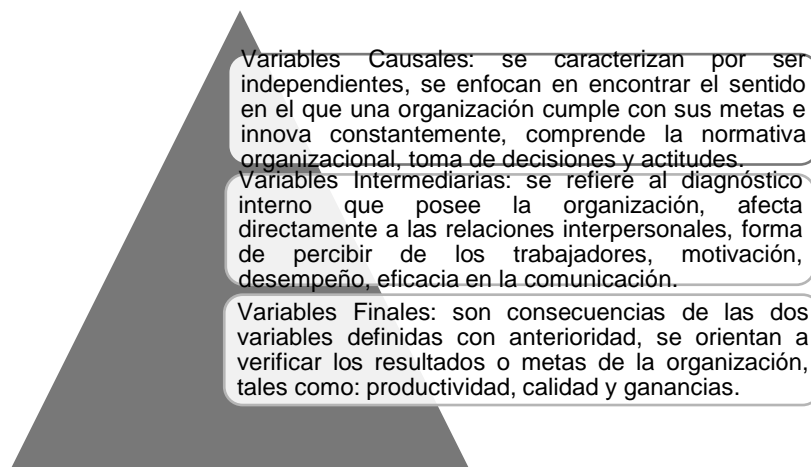 Variables Causales: se caracterizan por ser
independientes, se enfocan en encontrar el sentido
en el que una organización cumple con sus metas e
innova constantemente, comprende la normativa
organizacional, toma de decisiones y actitudes.
Variables Intermediarias: se refiere al diagnóstico
interno que posee la organización, afecta
directamente a las relaciones interpersonales, forma
de percibir de los trabajadores, motivación,
desempeño, eficacia en la comunicación.
Variables Finales: son consecuencias de las dos
variables definidas con anterioridad, se orientan a
verificar los resultados o metas de la organización,
tales como: productividad, calidad y ganancias.